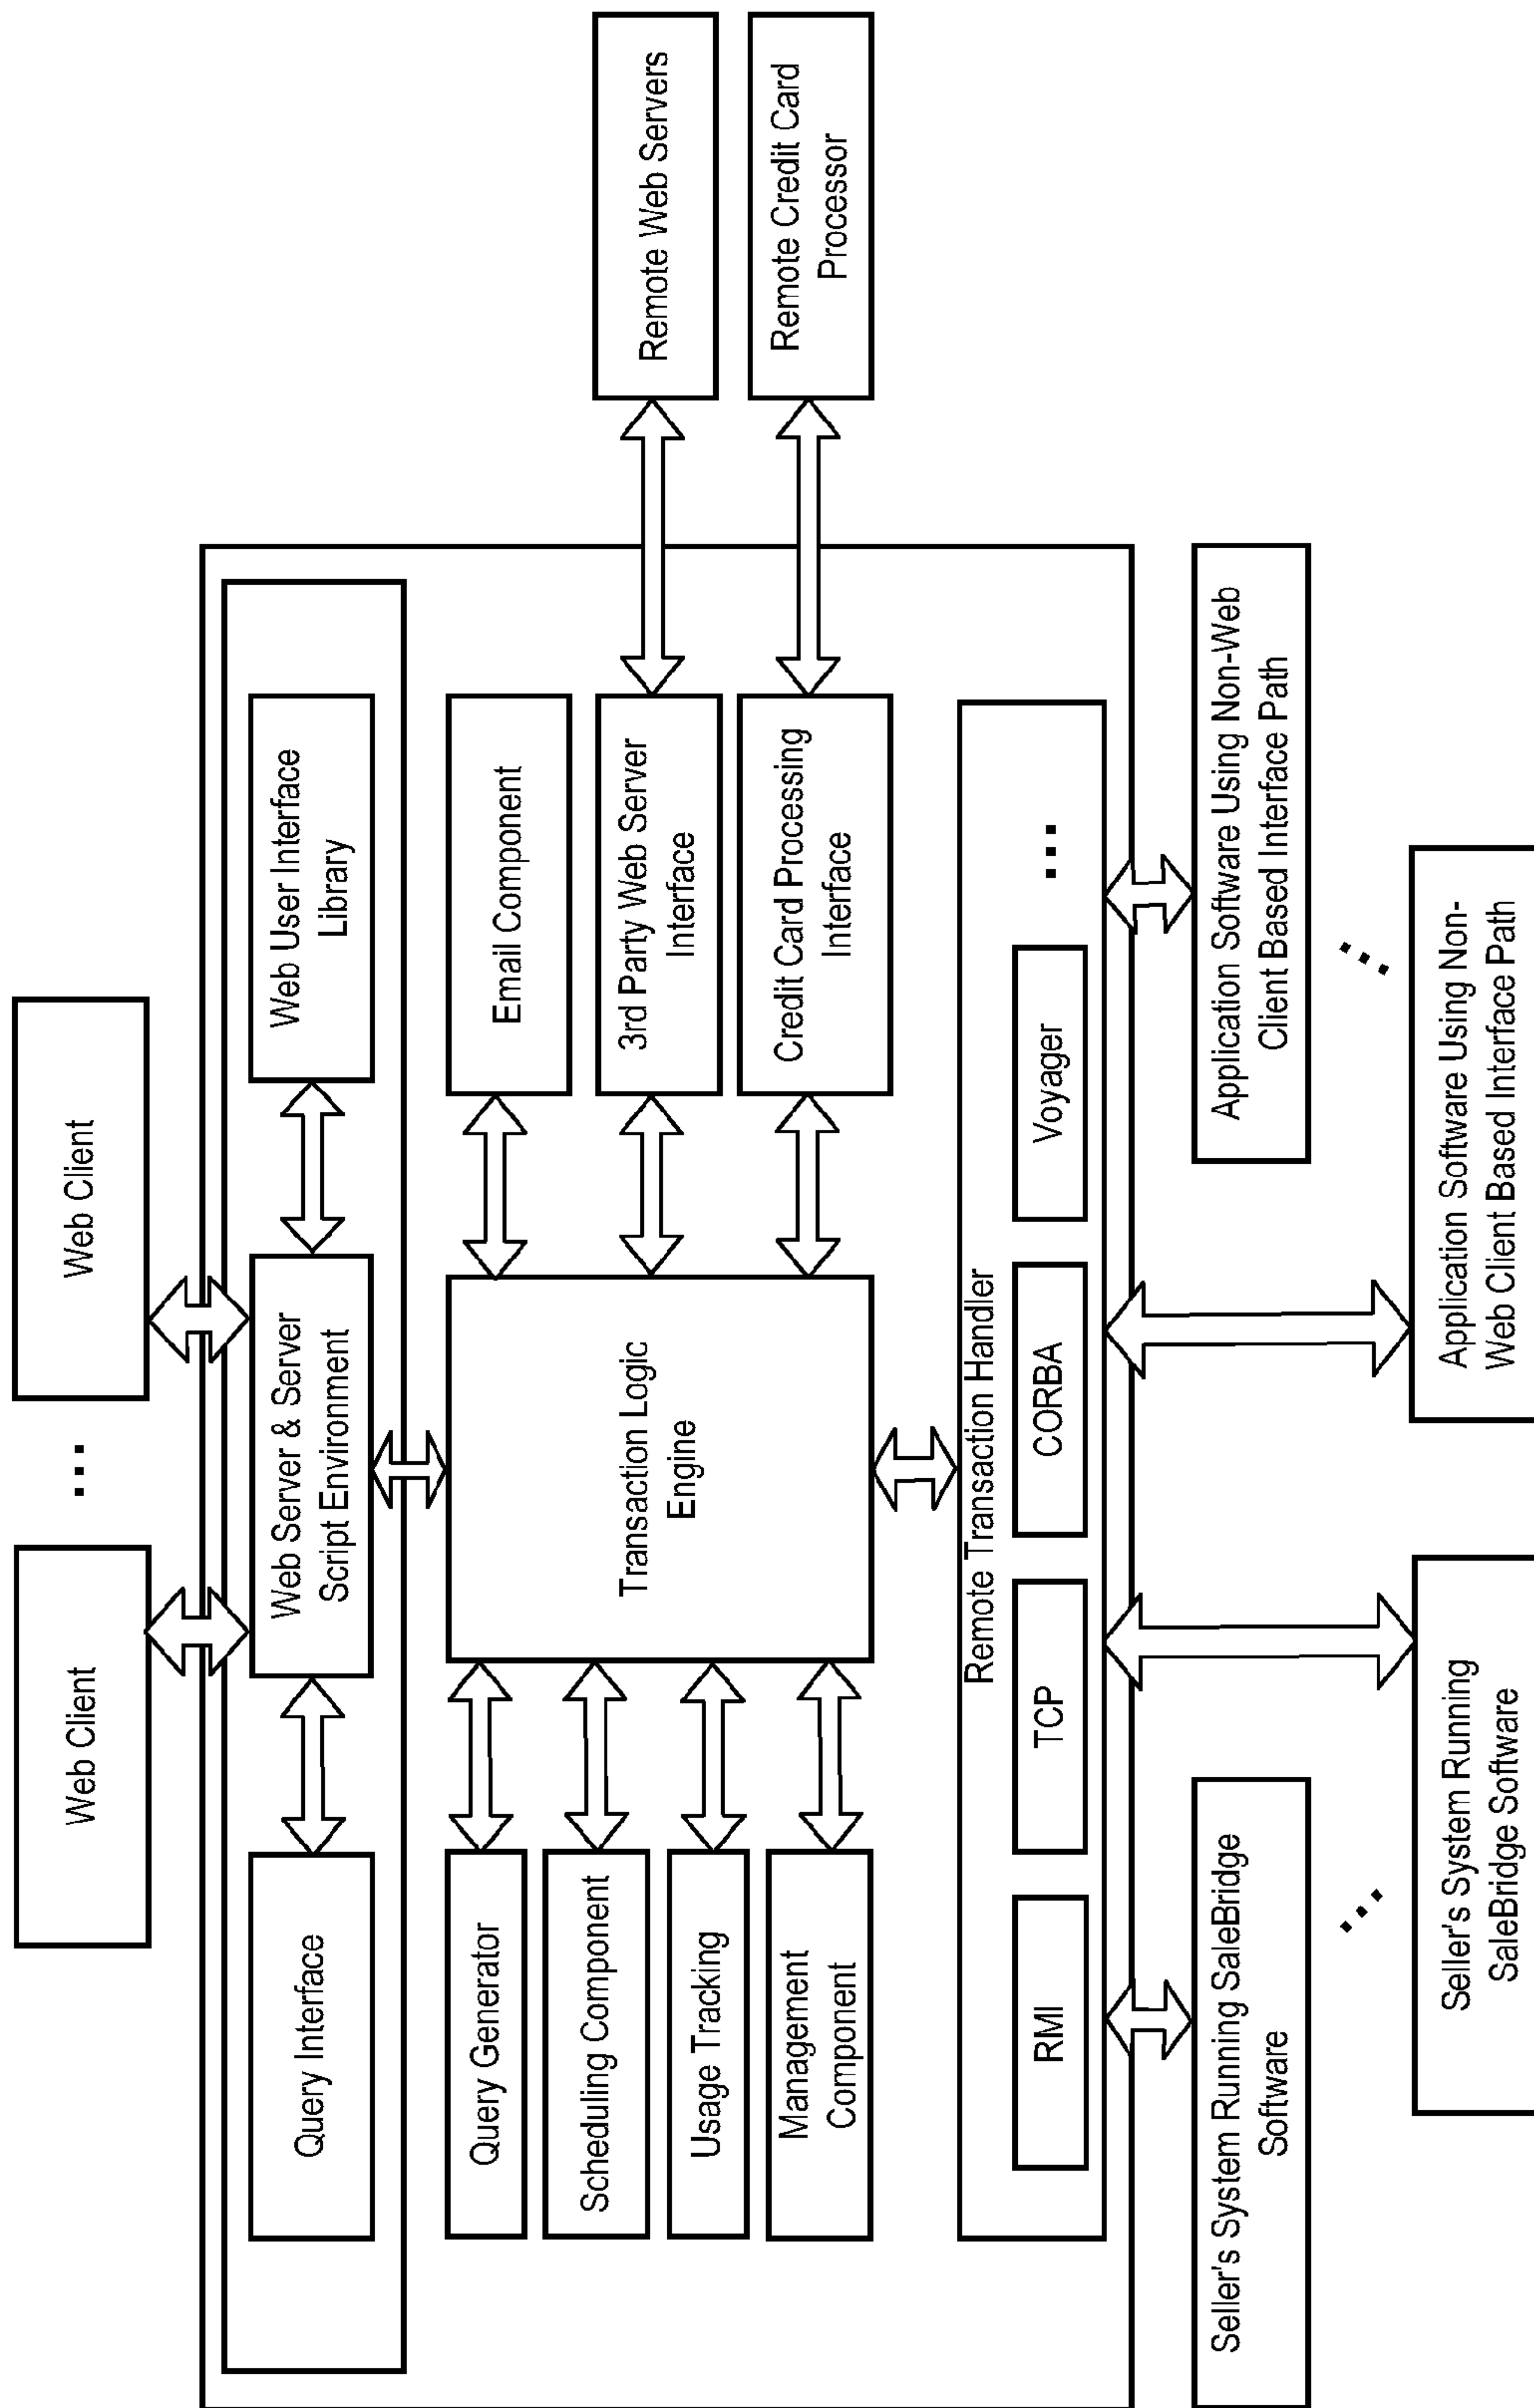 Web Client
...
Web Client
Query Interface
Web Server & Server
Script Environment
Web User Interface
Library
Query Generator
Scheduling Component
Usage Tracking
Management
Component
Transaction Logic
Engine
Email Component
3rd Party Web Server
Interface
Credit Card Processing
Interface
Remote Web Servers
Remote Credit Card
Processor
Remote Transaction Handler
RMI
TCP
CORBA
Voyager
...
Seller's System Running SaleBridge
Software
...
Seller's System Running
SaleBridge Software
Application Software Using Non-Web
Client Based Interface Path
...
Application Software Using Non-
Web Client Based Interface Path